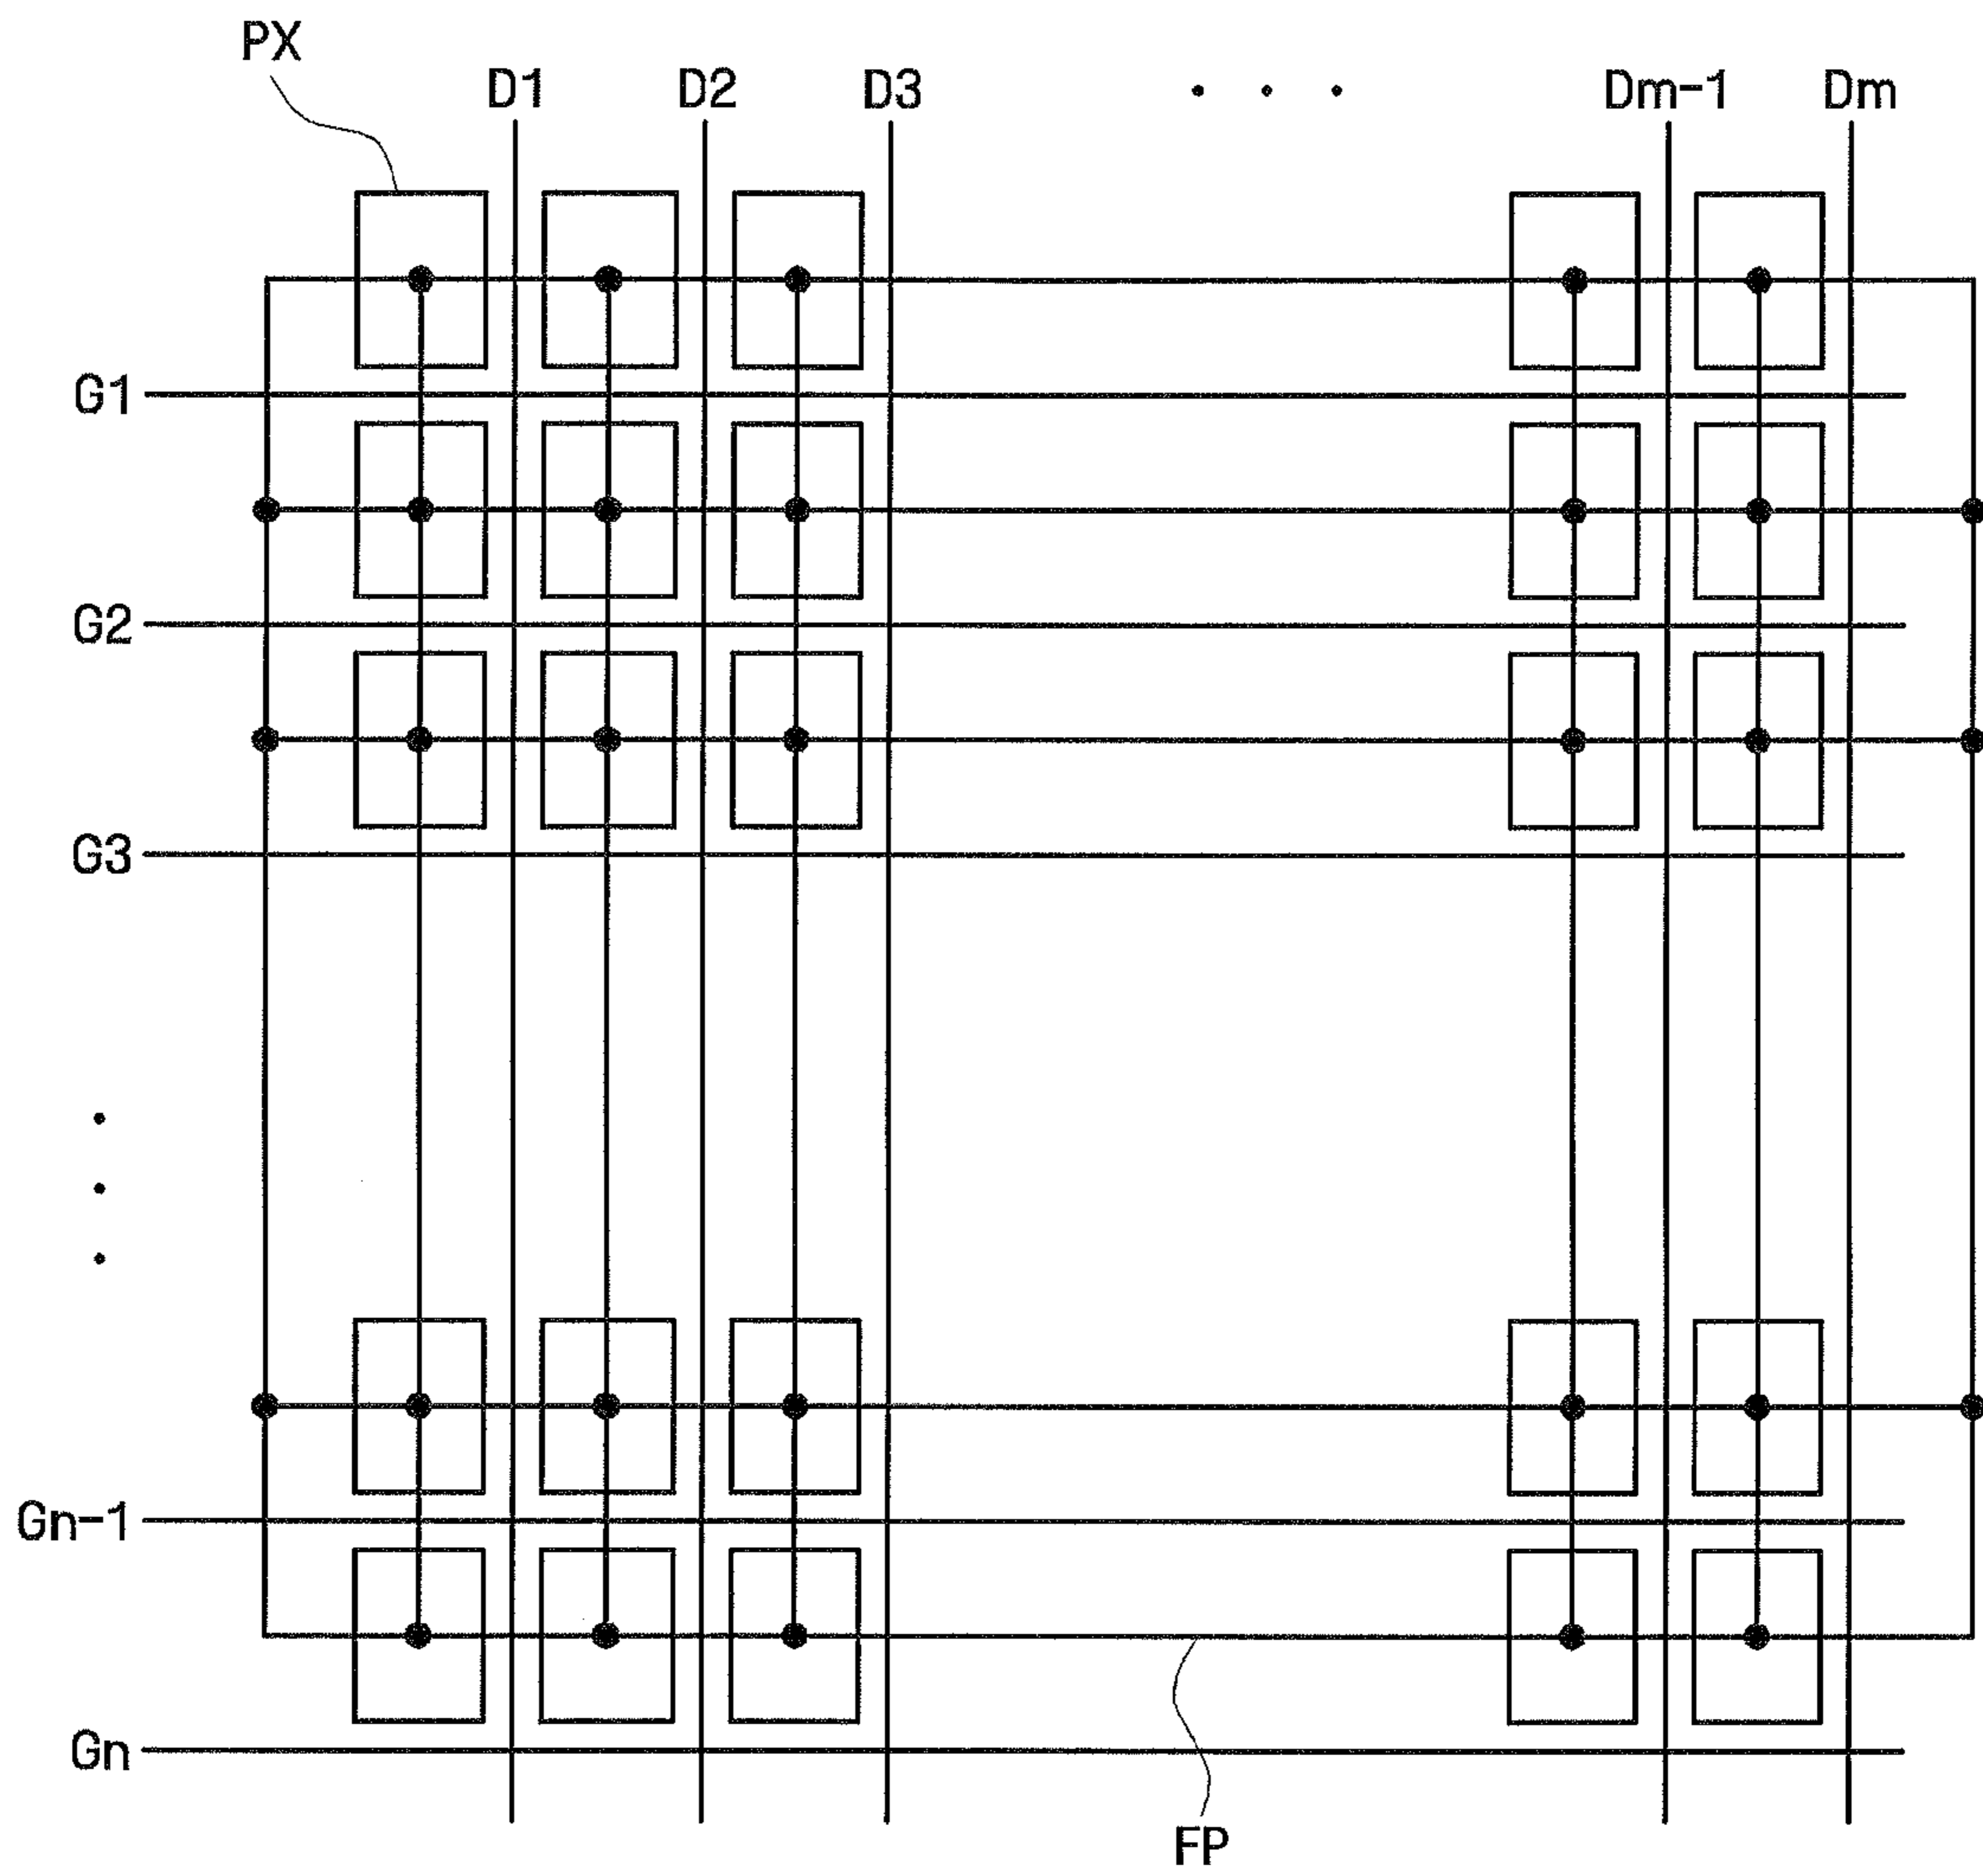 PX
D1 D2 D3 . . . Dm-1 Dm
G1
G2
G3
.
.
.
Gn-1
Gn
FP